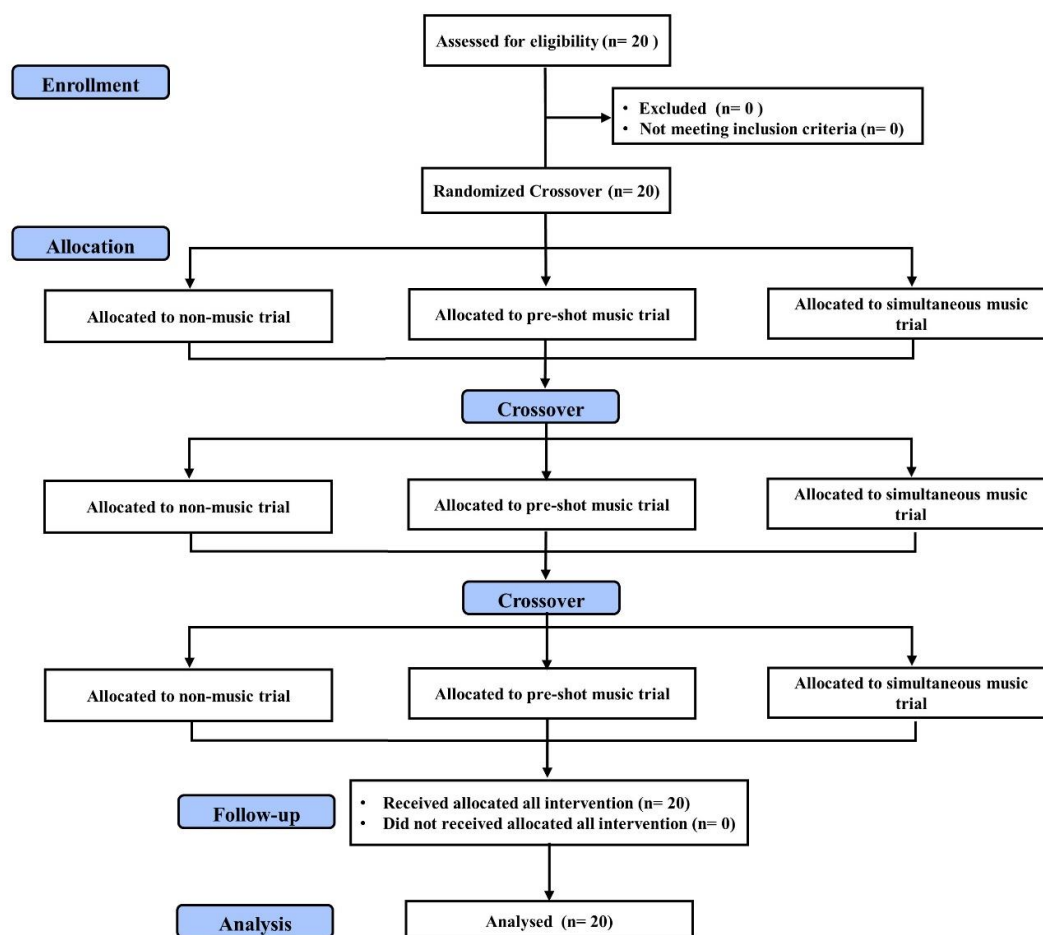 Assessed for eligibility (n= 20 )
Enrollment
• Excluded (n= 0 )
• Not meeting inclusion criteria (n= 0)
Randomized Crossover (n= 20)
Allocation
Allocated to non-music trial
Allocated to pre-shot music trial
Allocated to simultaneous music
trial
Crossover
Allocated to non-music trial
Allocated to pre-shot music trial
Allocated to simultaneous music
trial
Crossover
Allocated to non-music trial
Allocated to pre-shot music trial
Allocated to simultaneous music
trial
Follow-up
• Received allocated all intervention (n= 20)
• Did not received allocated all intervention (n= 0)
Analysis
Analysed (n= 20)